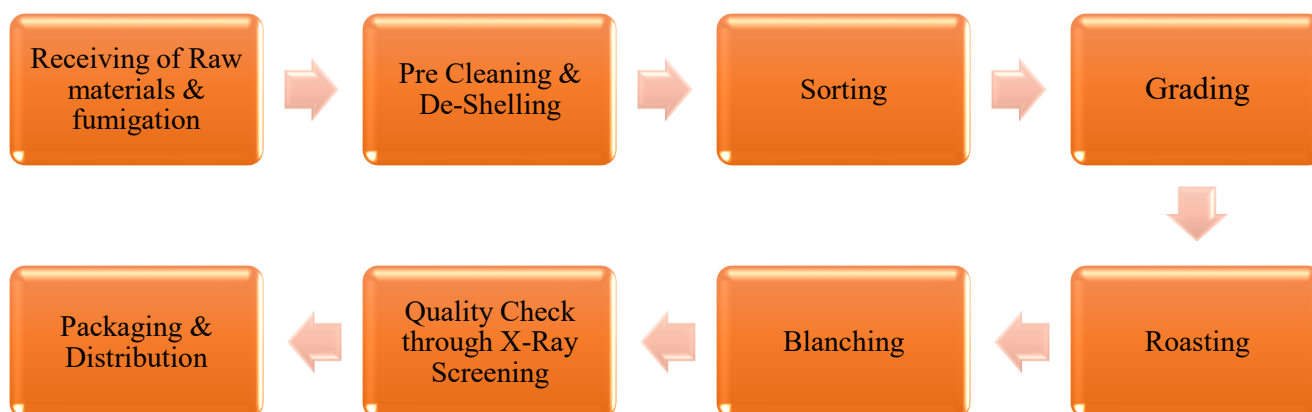 Receiving of Raw
materials &
fumigation
Pre Cleaning &
De-Shelling
Sorting
Grading
Roasting
Blanching
Quality Check
through X-Ray
Screening
Packaging &
Distribution